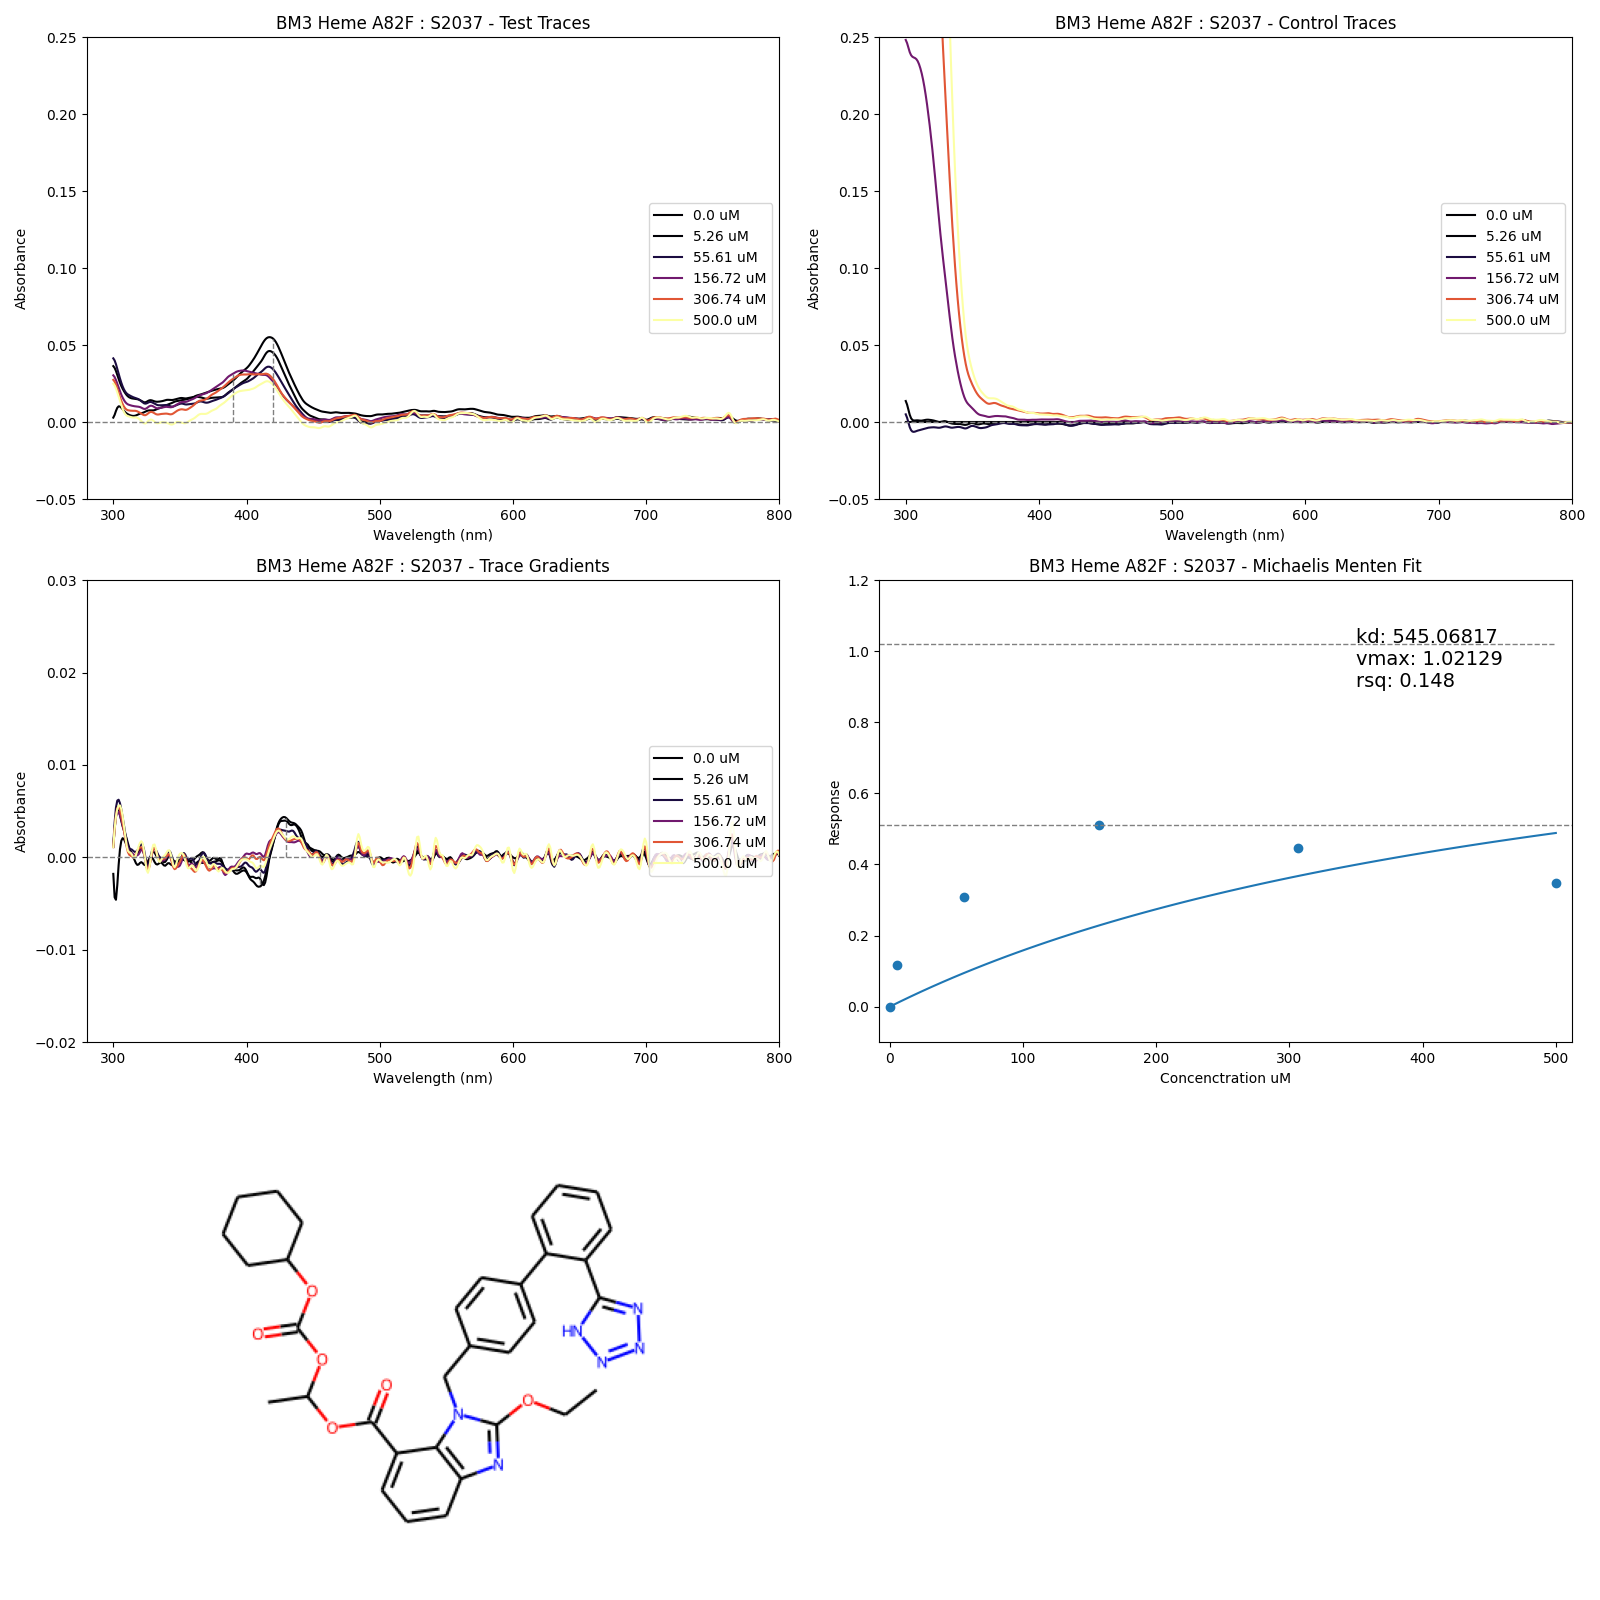 BM3 Heme A82F : S2037 - Test Traces
Absorbance
0.25
0.20
0.15
0.10
0.05
0.00
−0.05
0.0 uM
5.26 uM
55.61 uM
156.72 uM
306.74 uM
500.0 uM
300 400 500 600 700 800
Wavelength (nm)
BM3 Heme A82F : S2037 - Control Traces
Absorbance
0.25
0.20
0.15
0.10
0.05
0.00
−0.05
0.0 uM
5.26 uM
55.61 uM
156.72 uM
306.74 uM
500.0 uM
300 400 500 600 700 800
Wavelength (nm)
BM3 Heme A82F : S2037 - Trace Gradients
Absorbance
0.03
0.02
0.01
0.00
−0.01
−0.02
0.0 uM
5.26 uM
55.61 uM
156.72 uM
306.74 uM
500.0 uM
300 400 500 600 700 800
Wavelength (nm)
BM3 Heme A82F : S2037 - Michaelis Menten Fit
Response
1.2
1.0
0.8
0.6
0.4
0.2
0.0
kd: 545.06817
vmax: 1.02129
rsq: 0.148
0 100 200 300 400 500
Concenctration uM
O
O
O
O
O
N
N
O
HN
N
N
N